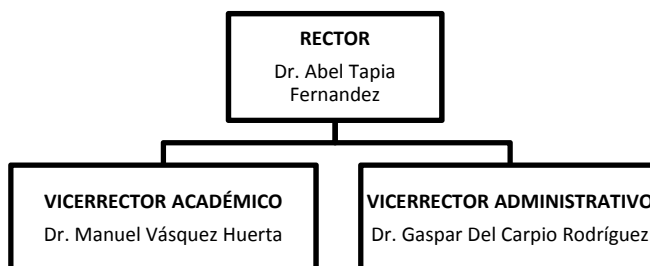 RECTOR
Dr. Abel Tapia
Fernandez
VICERRECTOR ACADÉMICO
Dr. Manuel Vásquez Huerta
VICERRECTOR ADMINISTRATIVO
Dr. Gaspar Del Carpio Rodríguez